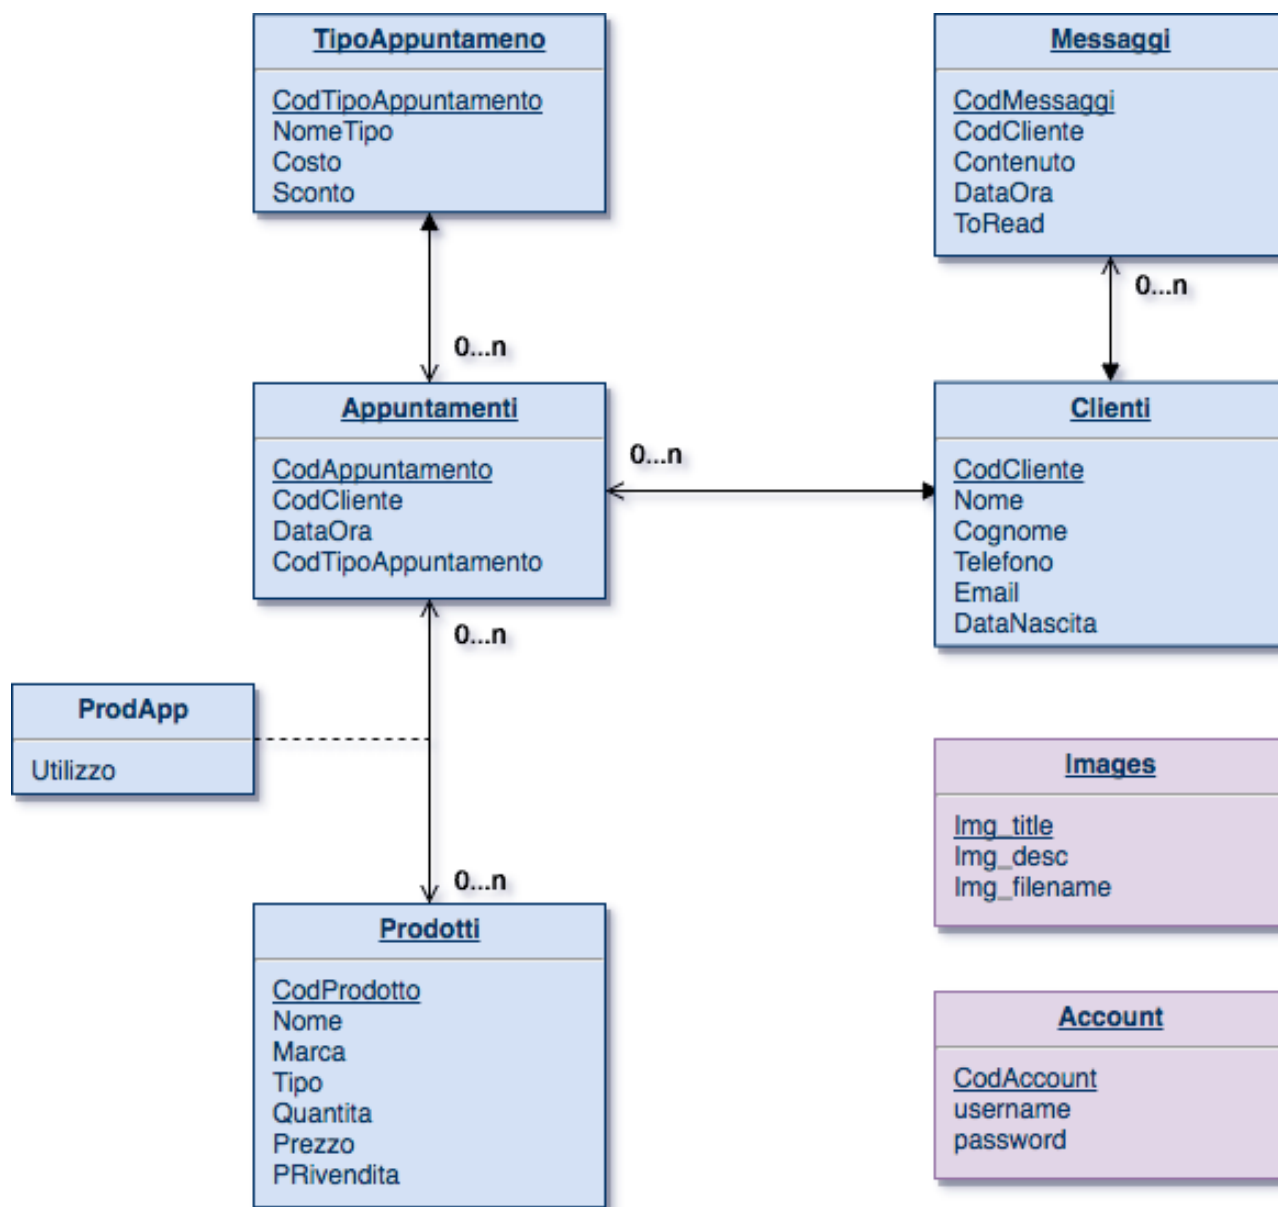 TipoAppuntameno
CodTipoAppuntamento
NomeTipo
Costo
Sconto
Messaggi
CodMessaggi
CodCliente
Contenuto
DataOra
ToRead
0...n
0...n
Appuntamenti
CodAppuntamento
CodCliente
DataOra
CodTipoAppuntamento
0...n
Clienti
CodCliente
Nome
Cognome
Telefono
Email
DataNascita
0...n
ProdApp
Utilizzo
0...n
Prodotti
CodProdotto
Nome
Marca
Tipo
Quantita
Prezzo
PRivendita
Images
Img_title
Img_desc
Img_filename
Account
CodAccount
username
password